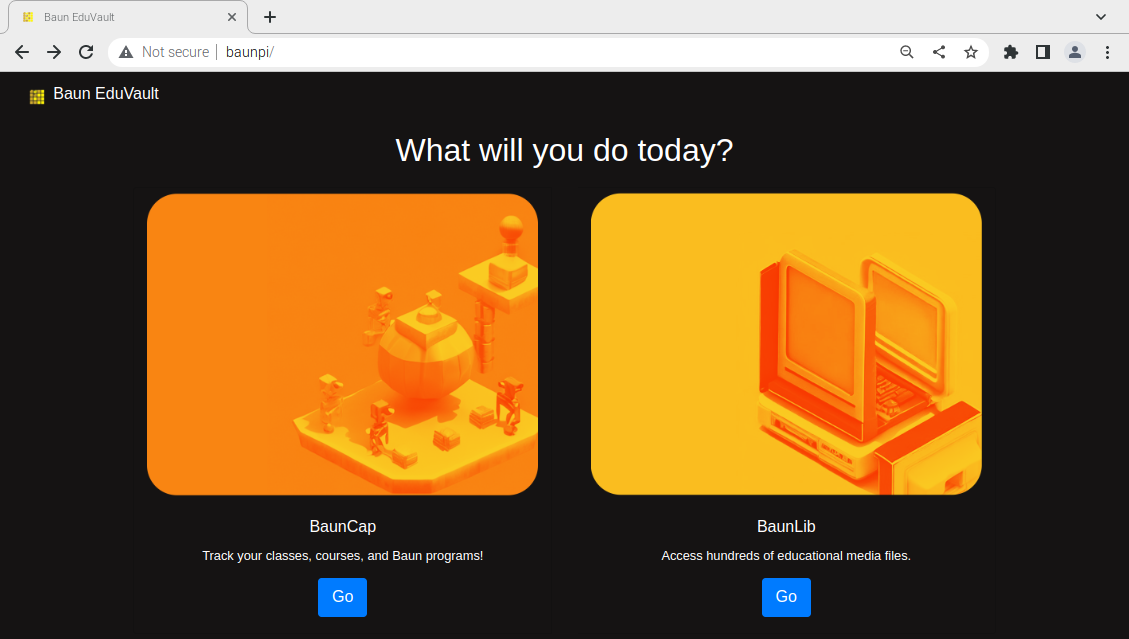 Baun EduVault
Not secure | baunpi/
Baun EduVault
What will you do today?
BaunCap
Track your classes, courses, and Baun programs!
Go
BaunLib
Access hundreds of educational media files.
Go